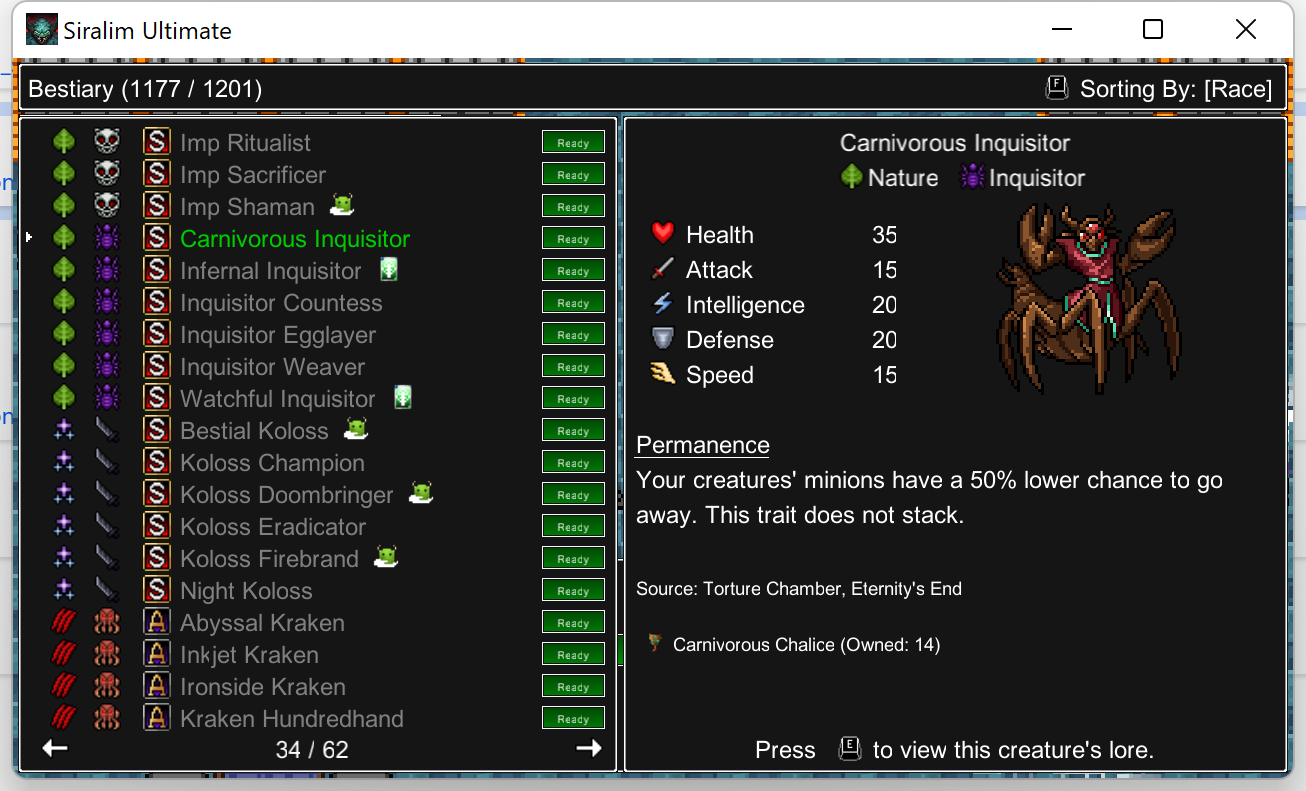 Siralim Ultimate
Bestiary (1177 / 1201)
F Sorting By: [Race]
S Imp Ritualist Ready
S Imp Sacrificer Ready
S Imp Shaman Ready
S Carnivorous Inquisitor Ready
S Infernal Inquisitor Ready
S Inquisitor Countess Ready
S Inquisitor Egglayer Ready
S Inquisitor Weaver Ready
S Watchful Inquisitor Ready
S Bestial Koloss Ready
S Koloss Champion Ready
S Koloss Doombringer Ready
S Koloss Eradicator Ready
S Koloss Firebrand Ready
S Night Koloss Ready
A Abyssal Kraken Ready
A Inkjet Kraken Ready
A Ironside Kraken Ready
A Kraken Hundredhand Ready
34 / 62
Carnivorous Inquisitor
Nature Inquisitor
Health 35
Attack 15
Intelligence 20
Defense 20
Speed 15
Permanence
Your creatures' minions have a 50% lower chance to go
away. This trait does not stack.
Source: Torture Chamber, Eternity's End
Carnivorous Chalice (Owned: 14)
Press E to view this creature's lore.